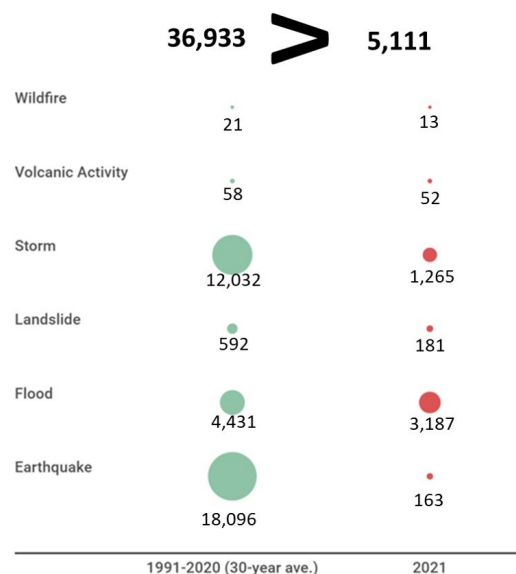 36,933 > 5,111
Wildfire
21 13
Volcanic Activity
58 52
Storm
12,032 1,265
Landslide
592 181
Flood
4,431 3,187
Earthquake
18,096 163
1991-2020 (30-year ave.) 2021